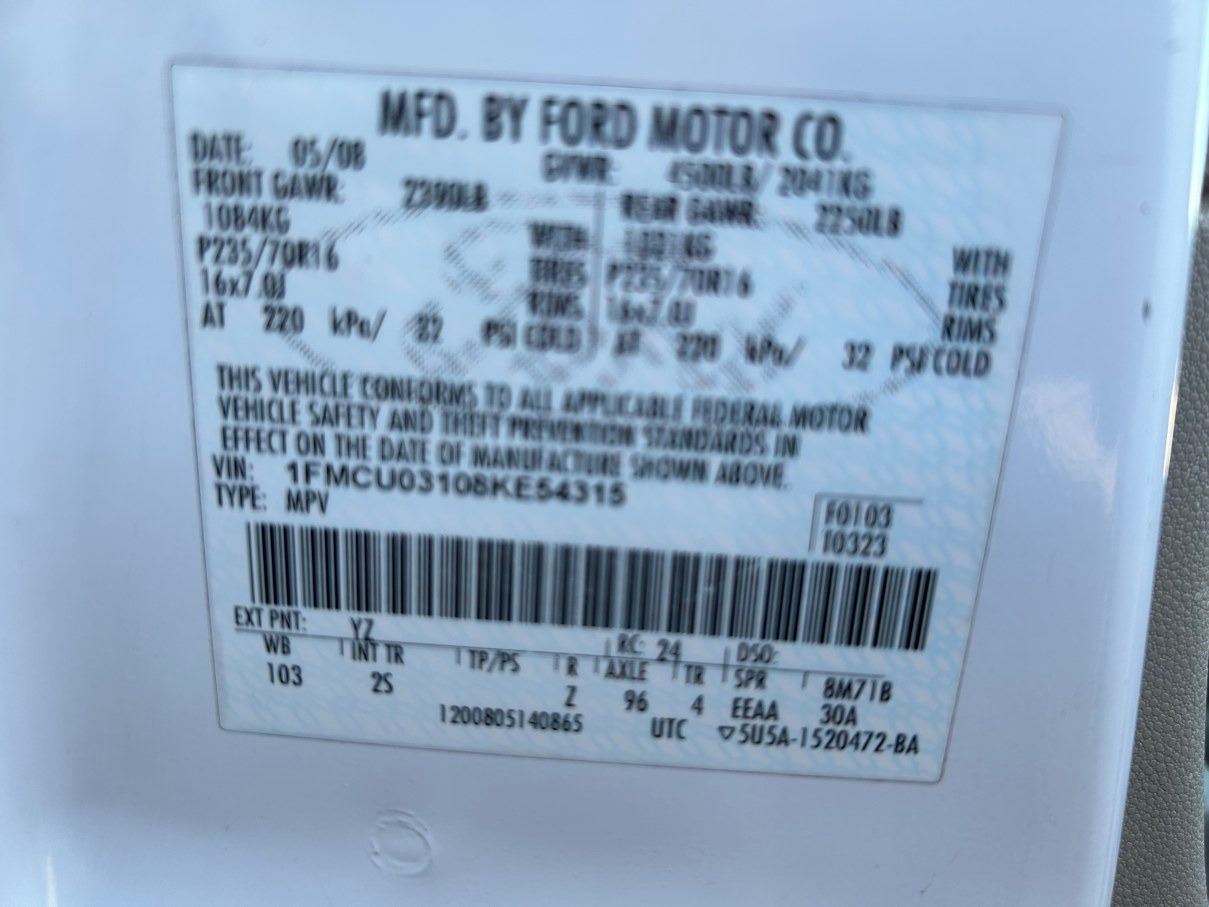 MFD. BY FORD MOTOR CO.
DATE: 05/08 GVWR: 4500LB/ 2041KG
FRONT GAWR: 2390LB REAR GAWR: 2250LB
1084KG WITH 1021KG WITH
P235/70R16 TIRES P235/70R16 TIRES
16x7.0J RIMS 16x7.0J RIMS
AT 220 kPa/ 32 PSI COLD AT 220 kPa/ 32 PSI COLD
THIS VEHICLE CONFORMS TO ALL APPLICABLE FEDERAL MOTOR
VEHICLE SAFETY AND THEFT PREVENTION STANDARDS IN
EFFECT ON THE DATE OF MANUFACTURE SHOWN ABOVE.
VIN: 1FMCU03108KE54315
TYPE: MPV
F0103
T0323
EXT PNT: YZ RC: 24 DSO:
WB INT TR TP/PS R AXLE TR SPR 8M71B
103 2S Z 96 4 EEAA 30A
1200805140865 UTC ▽5U5A-1520472-BA